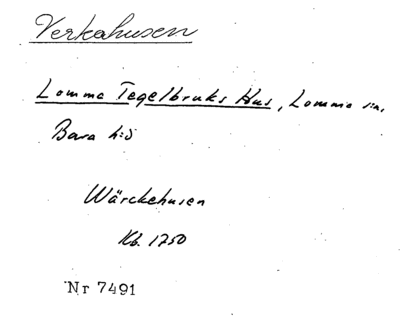 Verkahusen
Lomma Tegelbruks Hus, Lomma sn,
Bara h:d
Wärckehusen
Kb. 1750
Nr 7491